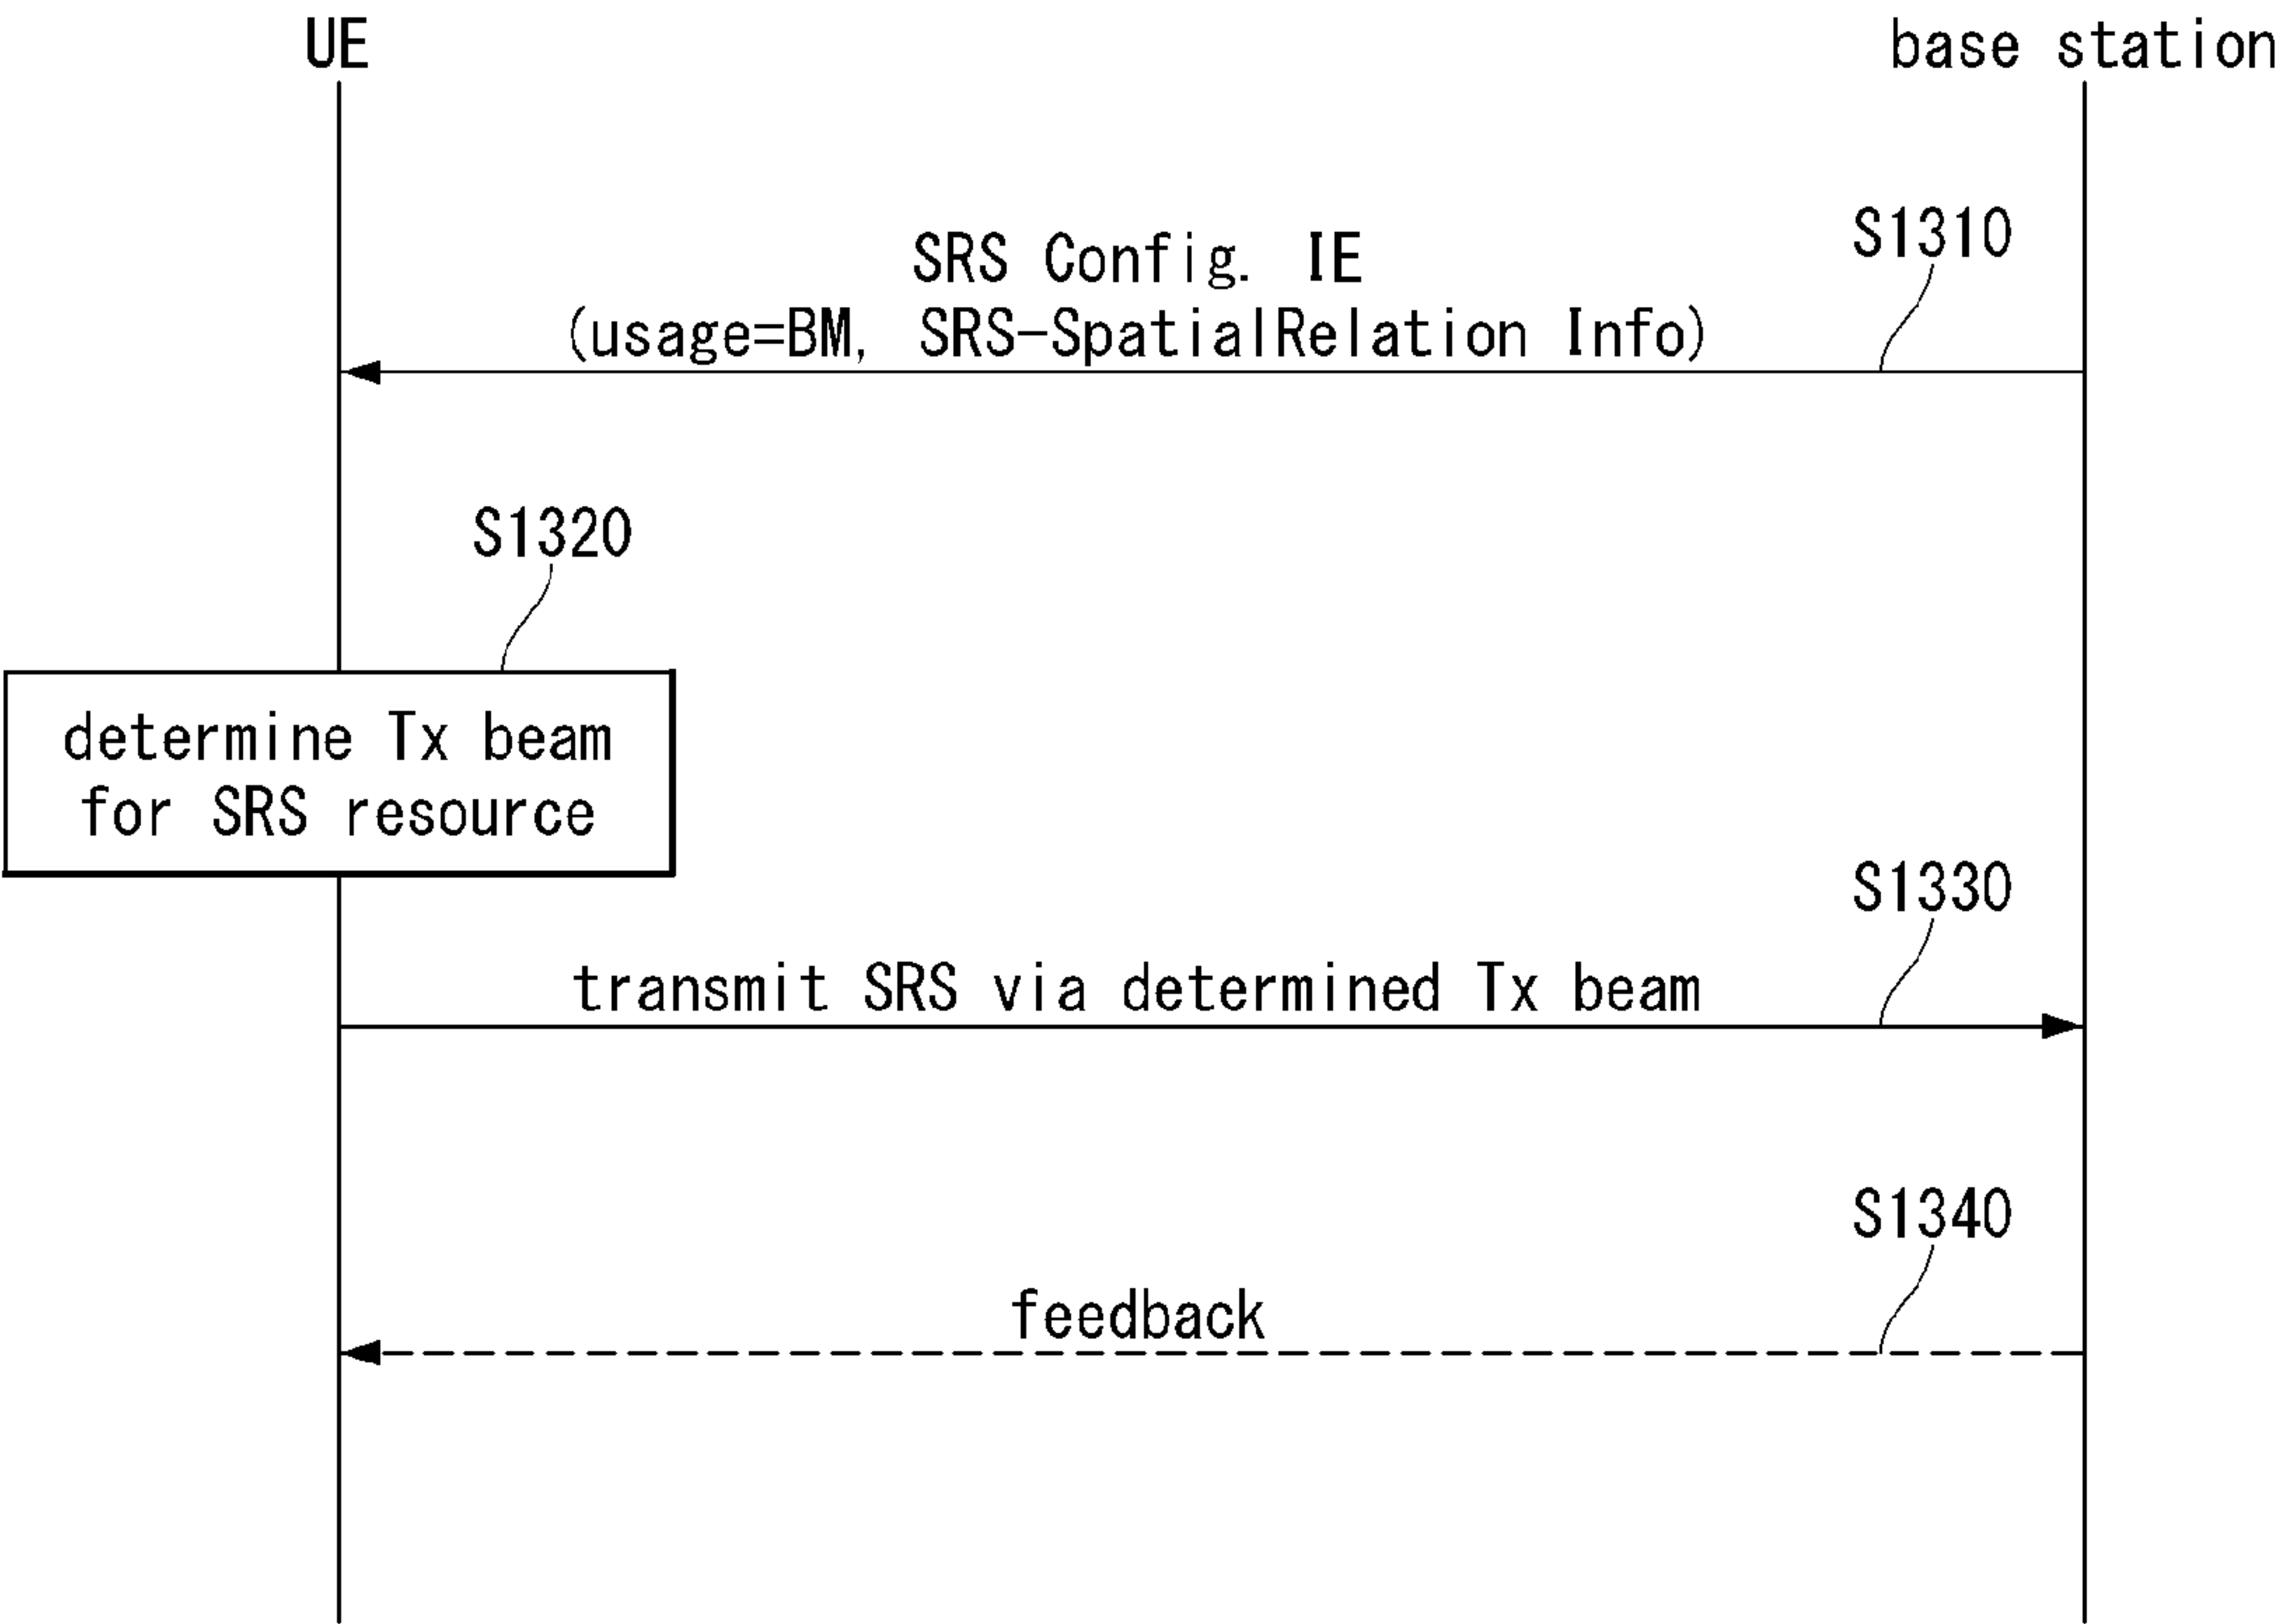 UE
base station
S1310
SRS Config. IE
(usage=BM, SRS-SpatialRelation Info)
S1320
determine Tx beam
for SRS resource
S1330
transmit SRS via determined Tx beam
S1340
feedback